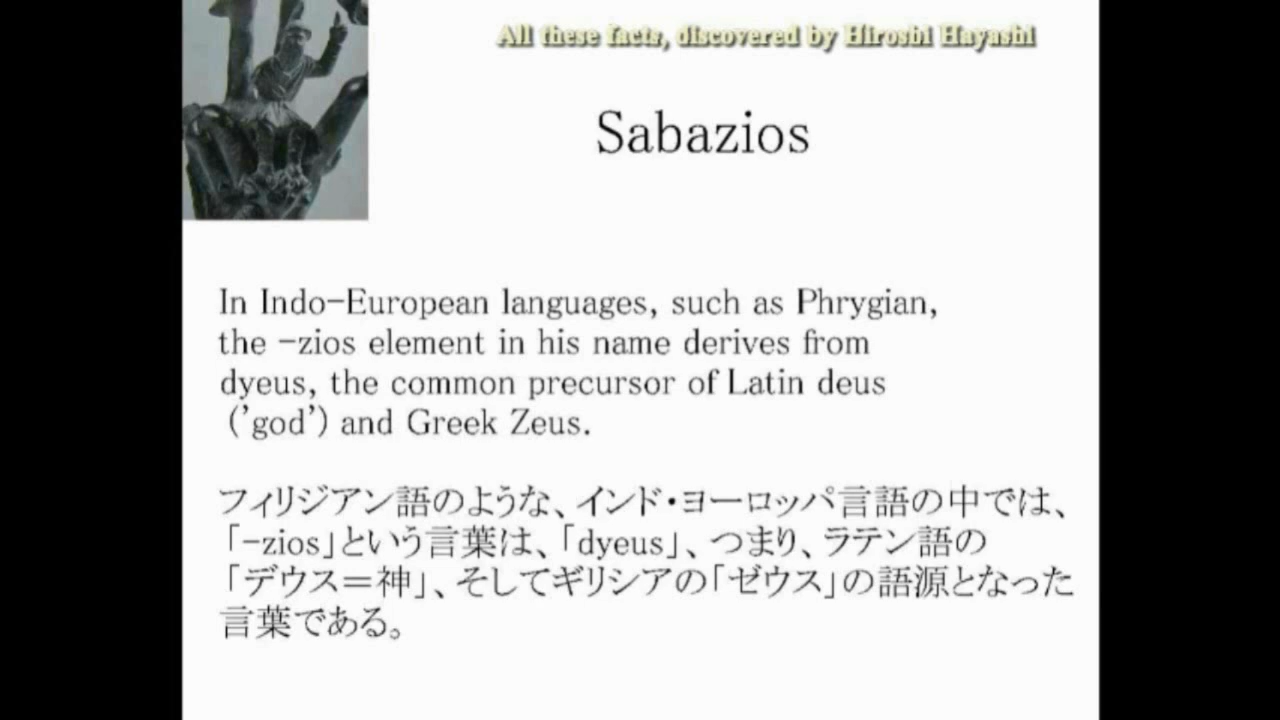 All these facts, discovered by Hiroshi Hayashi
Sabazios
In Indo-European languages, such as Phrygian,
the -zios element in his name derives from
dyeus, the common precursor of Latin deus
('god') and Greek Zeus.
フィリジアン語のような、インド・ヨーロッパ言語の中では、
「-zios」という言葉は、「dyeus」、つまり、ラテン語の
「デウス＝神」、そしてギリシアの「ゼウス」の語源となった
言葉である。